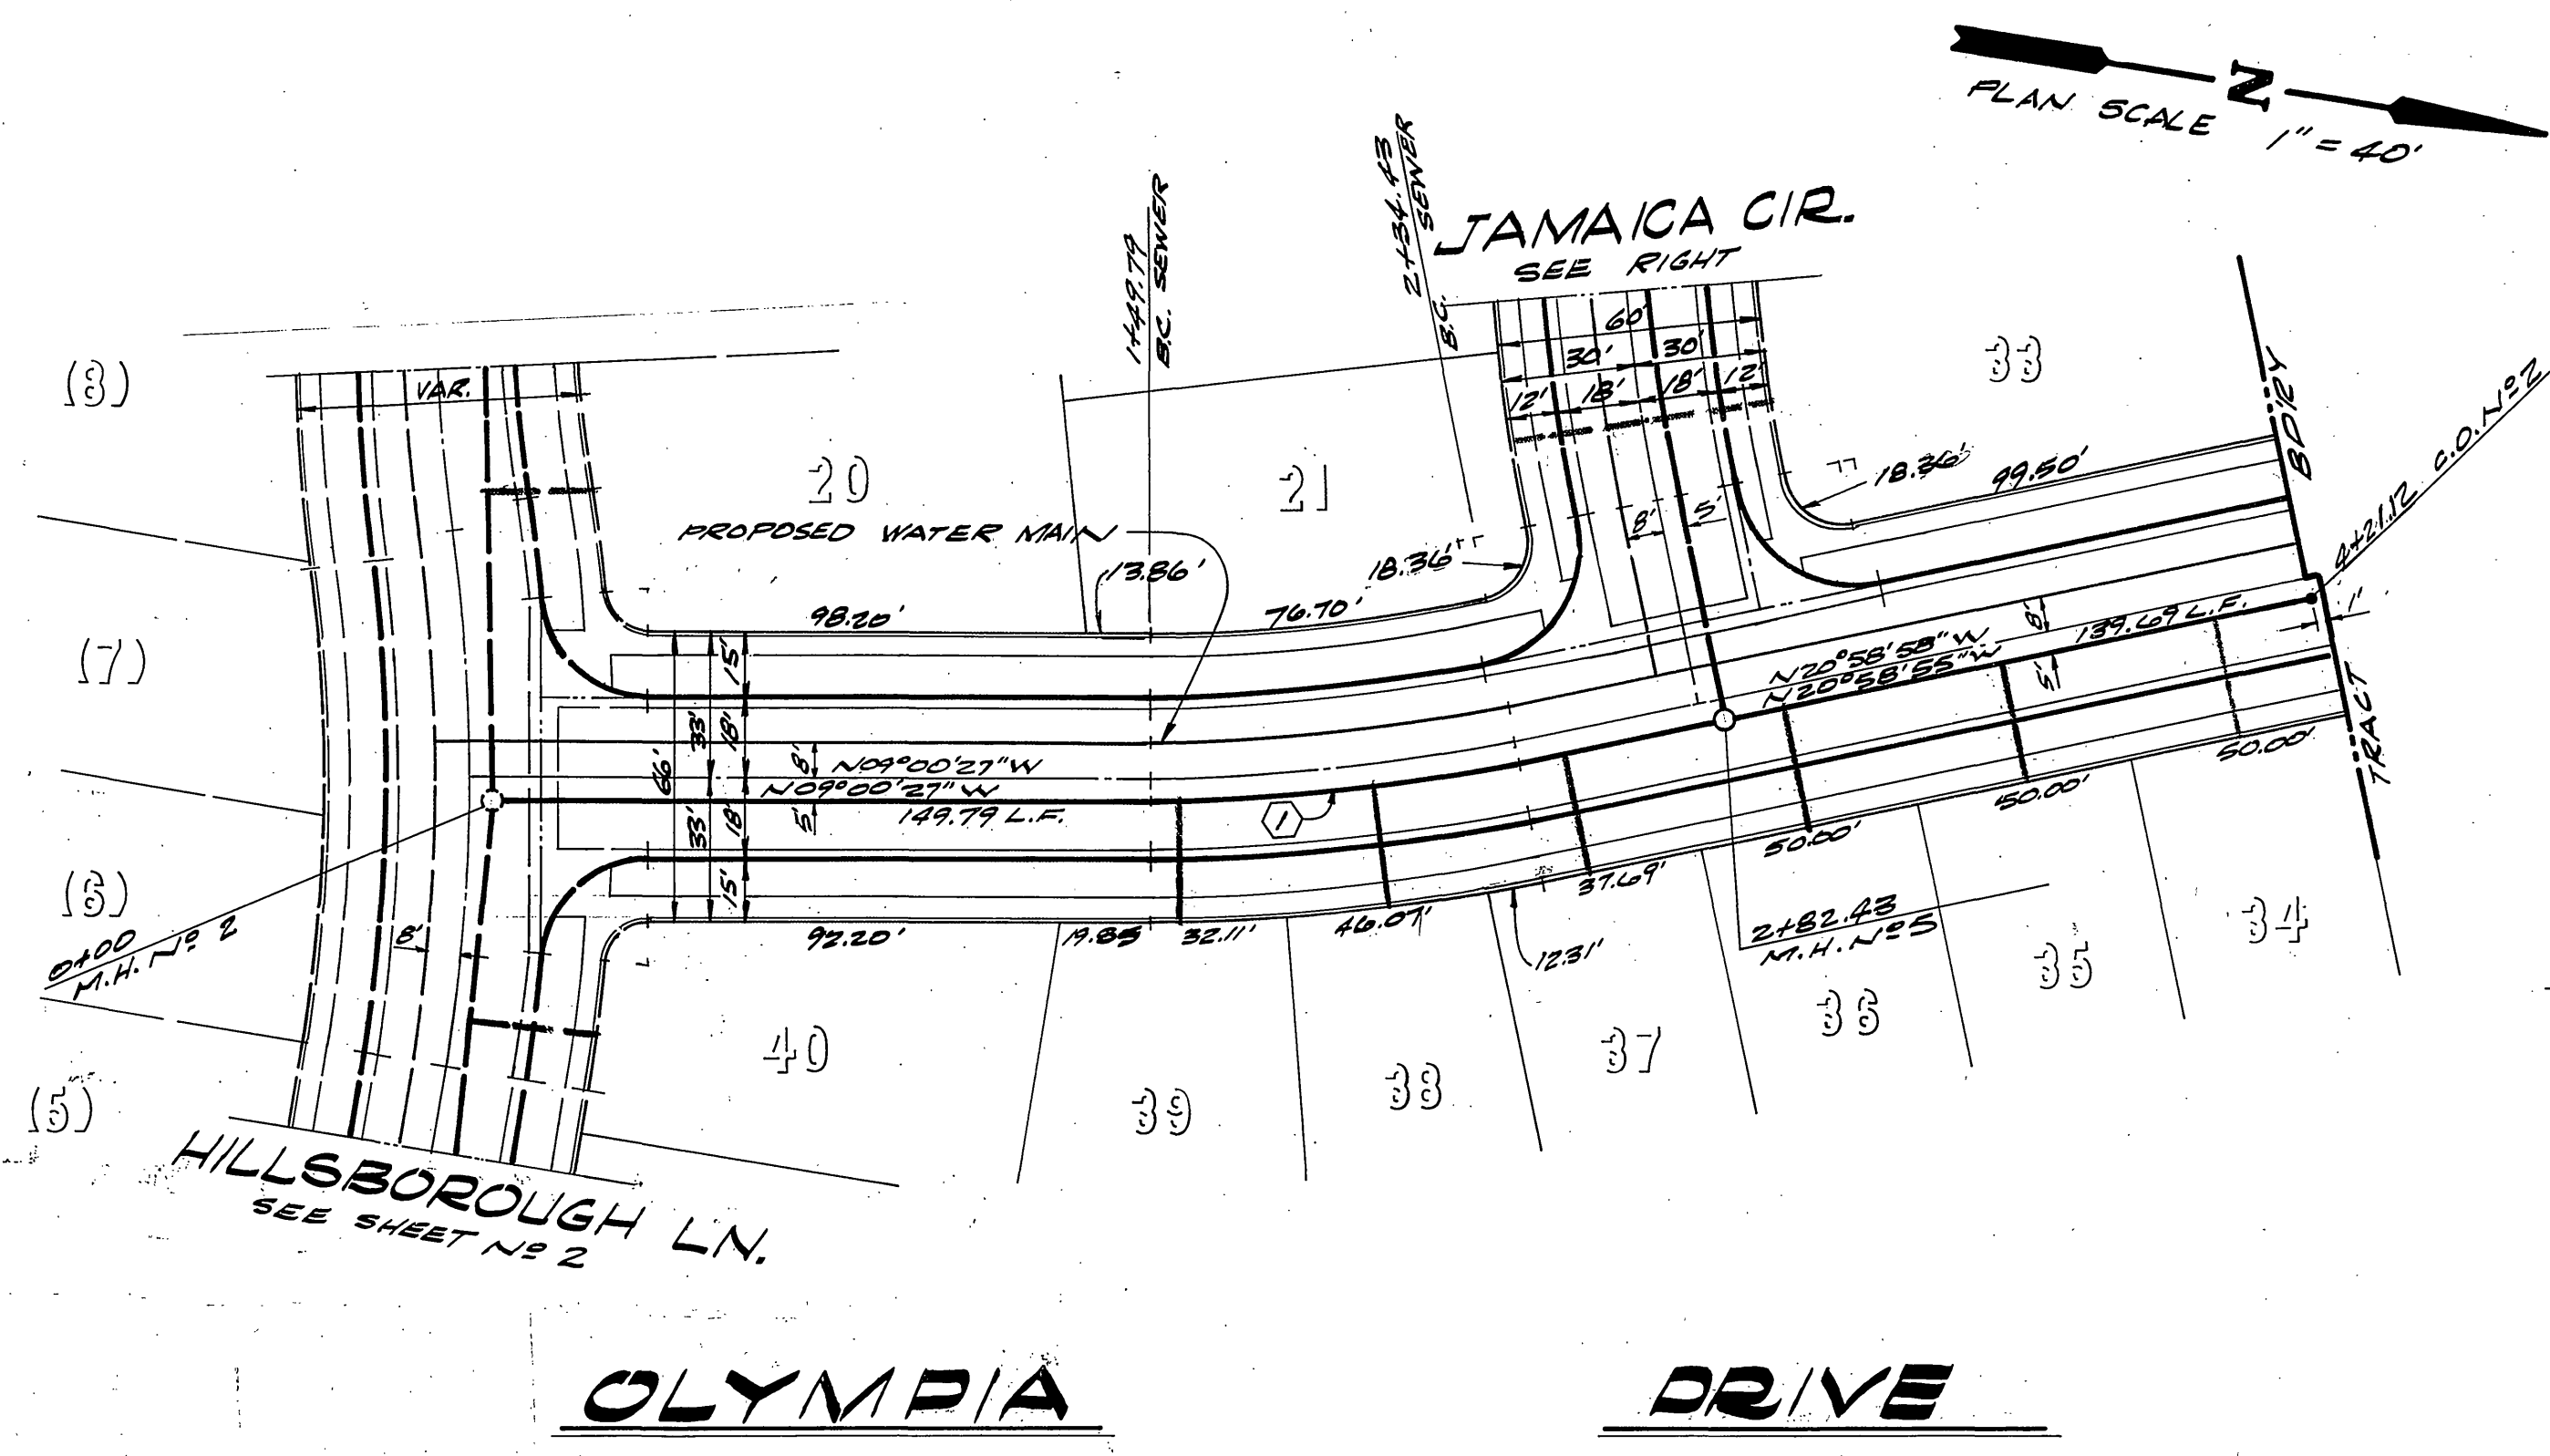 N
PLAN SCALE 1" = 40'
1+49.79
B.C. SEWER
2+34.43
B.C. SEWER
JAMAICA CIR.
SEE RIGHT
60'
30' 30'
12' 18' 18' 12'
8' 5'
33
BDRY
TRACT
4+21.12 C.O. Nº 2
1'
(8)
VAR.
20
21
PROPOSED WATER MAIN
13.86'
18.36'
18.36'
99.50'
(7)
98.20'
76.70'
15'
18'
33'
66'
8'
N09°00'27"W
N09°00'27"W
149.79 L.F.
5'
18'
33'
15'
N20°58'58"W
N20°58'55"W
8'
139.69 L.F.
5'
1
(6)
0+00
M.H. Nº 2
8'
92.20'
19.85
32.11'
46.07'
12.31'
37.69'
50.00'
50.00'
50.00'
2+82.43
M.H. Nº 5
(5)
40
39
38
37
36
35
34
HILLSBOROUGH LN.
SEE SHEET Nº 2
OLYMPIA DRIVE